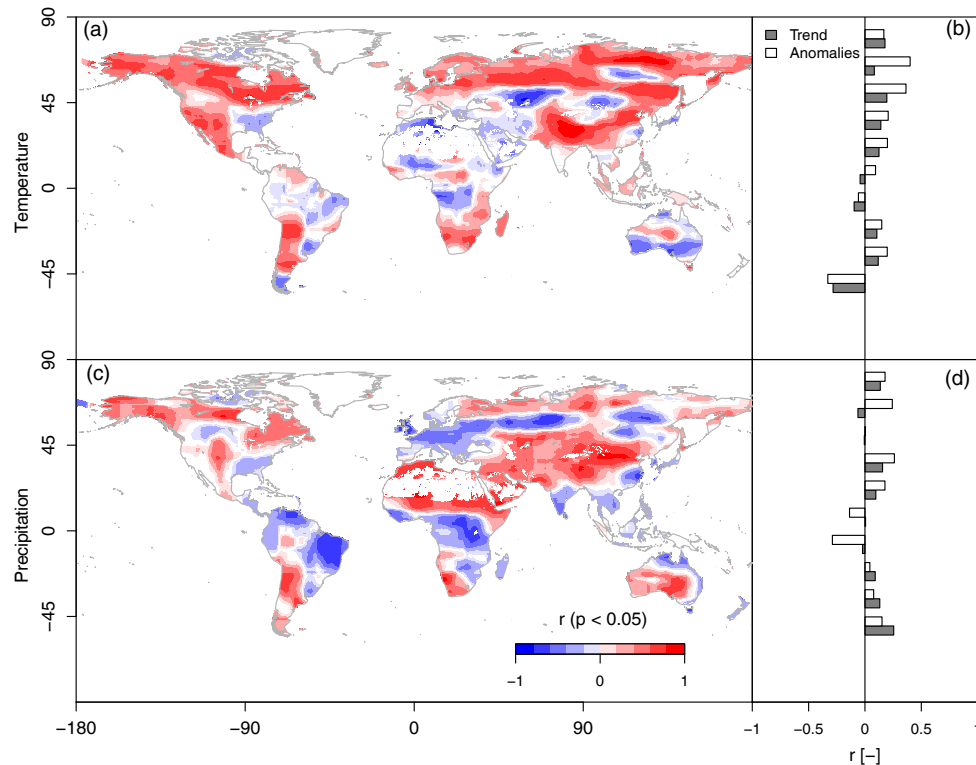 (a)
90
45
0
−45
Temperature
(b)
Trend
Anomalies
(c)
90
45
0
−45
Precipitation
r (p < 0.05)
−1 0 1
(d)
−180 −90 0 90
−1 −0.5 0 0.5 1
r [−]